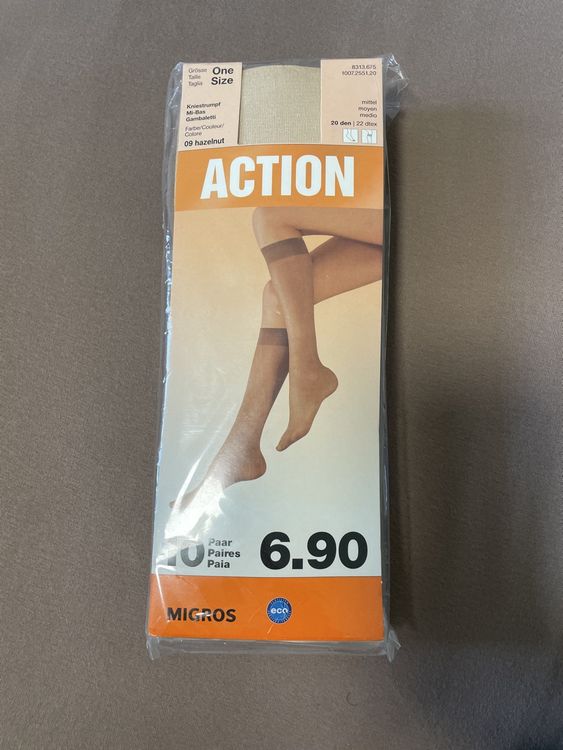 Grösse
Taille
Taglia
One
Size
Kniestrumpf
Mi-Bas
Gambaletti
Farbe/Couleur/
Colore
09 hazelnut
8313.675
1007.2551.20
mittel
moyen
medio
20 den | 22 dtex
ACTION
10 Paar
Paires
Paia
6.90
MIGROS
eco